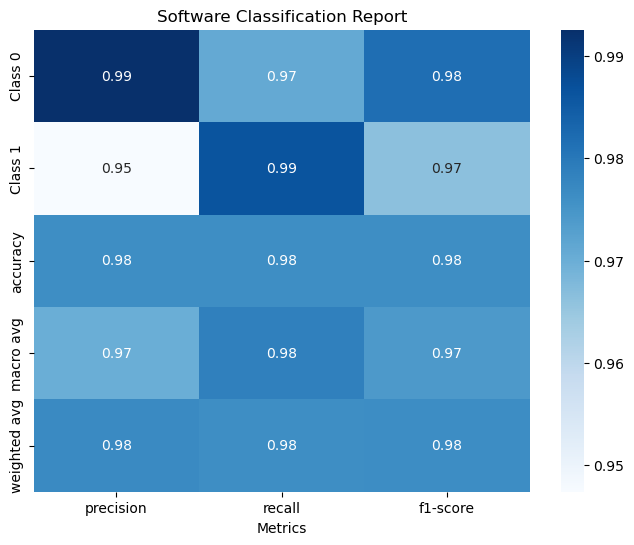 Software Classification Report
Class 0
0.99 0.97 0.98
Class 1
0.95 0.99 0.97
accuracy
0.98 0.98 0.98
macro avg
0.97 0.98 0.97
weighted avg
0.98 0.98 0.98
precision recall f1-score
Metrics
0.99
0.98
0.97
0.96
0.95